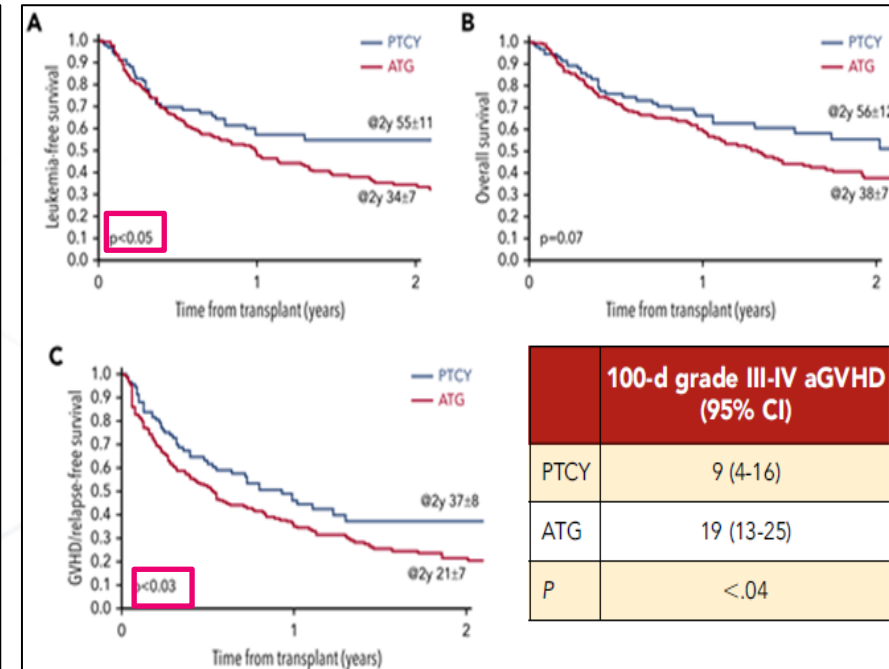 A
1.0
0.9
0.8
0.7
0.6
0.5
0.4
0.3
0.2
0.1
0.0
Leukemia-free survival
PTCY
ATG
@2y 55±11
@2y 34±7
p<0.05
0 1 2
Time from transplant (years)
B
1.0
0.9
0.8
0.7
0.6
0.5
0.4
0.3
0.2
0.1
0.0
Overall survival
PTCY
ATG
@2y 56±12
@2y 38±7
p=0.07
0 1 2
Time from transplant (years)
C
1.0
0.9
0.8
0.7
0.6
0.5
0.4
0.3
0.2
0.1
0.0
GVHD/relapse-free survival
PTCY
ATG
@2y 37±8
@2y 21±7
p<0.03
0 1 2
Time from transplant (years)
100-d grade III-IV aGVHD
(95% CI)
PTCY 9 (4-16)
ATG 19 (13-25)
P <.04